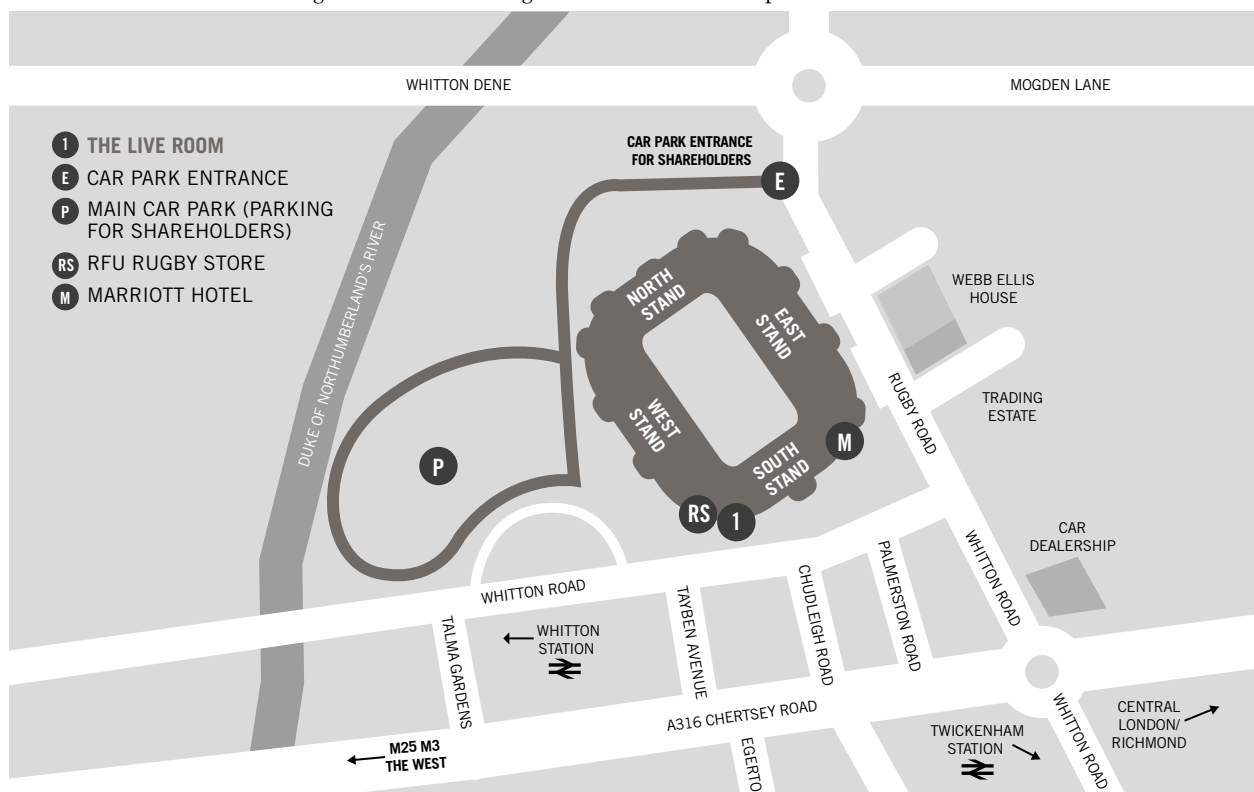 WHITTON DENE
MOGDEN LANE
CAR PARK ENTRANCE
FOR SHAREHOLDERS
E
1 THE LIVE ROOM
E CAR PARK ENTRANCE
P MAIN CAR PARK (PARKING
FOR SHAREHOLDERS)
RS RFU RUGBY STORE
M MARRIOTT HOTEL
DUKE OF NORTHUMBERLAND'S RIVER
NORTH
STAND
EAST
STAND
WEST
STAND
SOUTH
STAND
WEBB ELLIS
HOUSE
TRADING
ESTATE
RUGBY ROAD
P
M
RS
1
CAR
DEALERSHIP
WHITTON ROAD
WHITTON ROAD
PALMERSTON ROAD
CHUDLEIGH ROAD
TAYBEN AVENUE
TALMA GARDENS
WHITTON
STATION
A316 CHERTSEY ROAD
M25 M3
THE WEST
EGERTO
TWICKENHAM
STATION
WHITTON ROAD
CENTRAL
LONDON/
RICHMOND